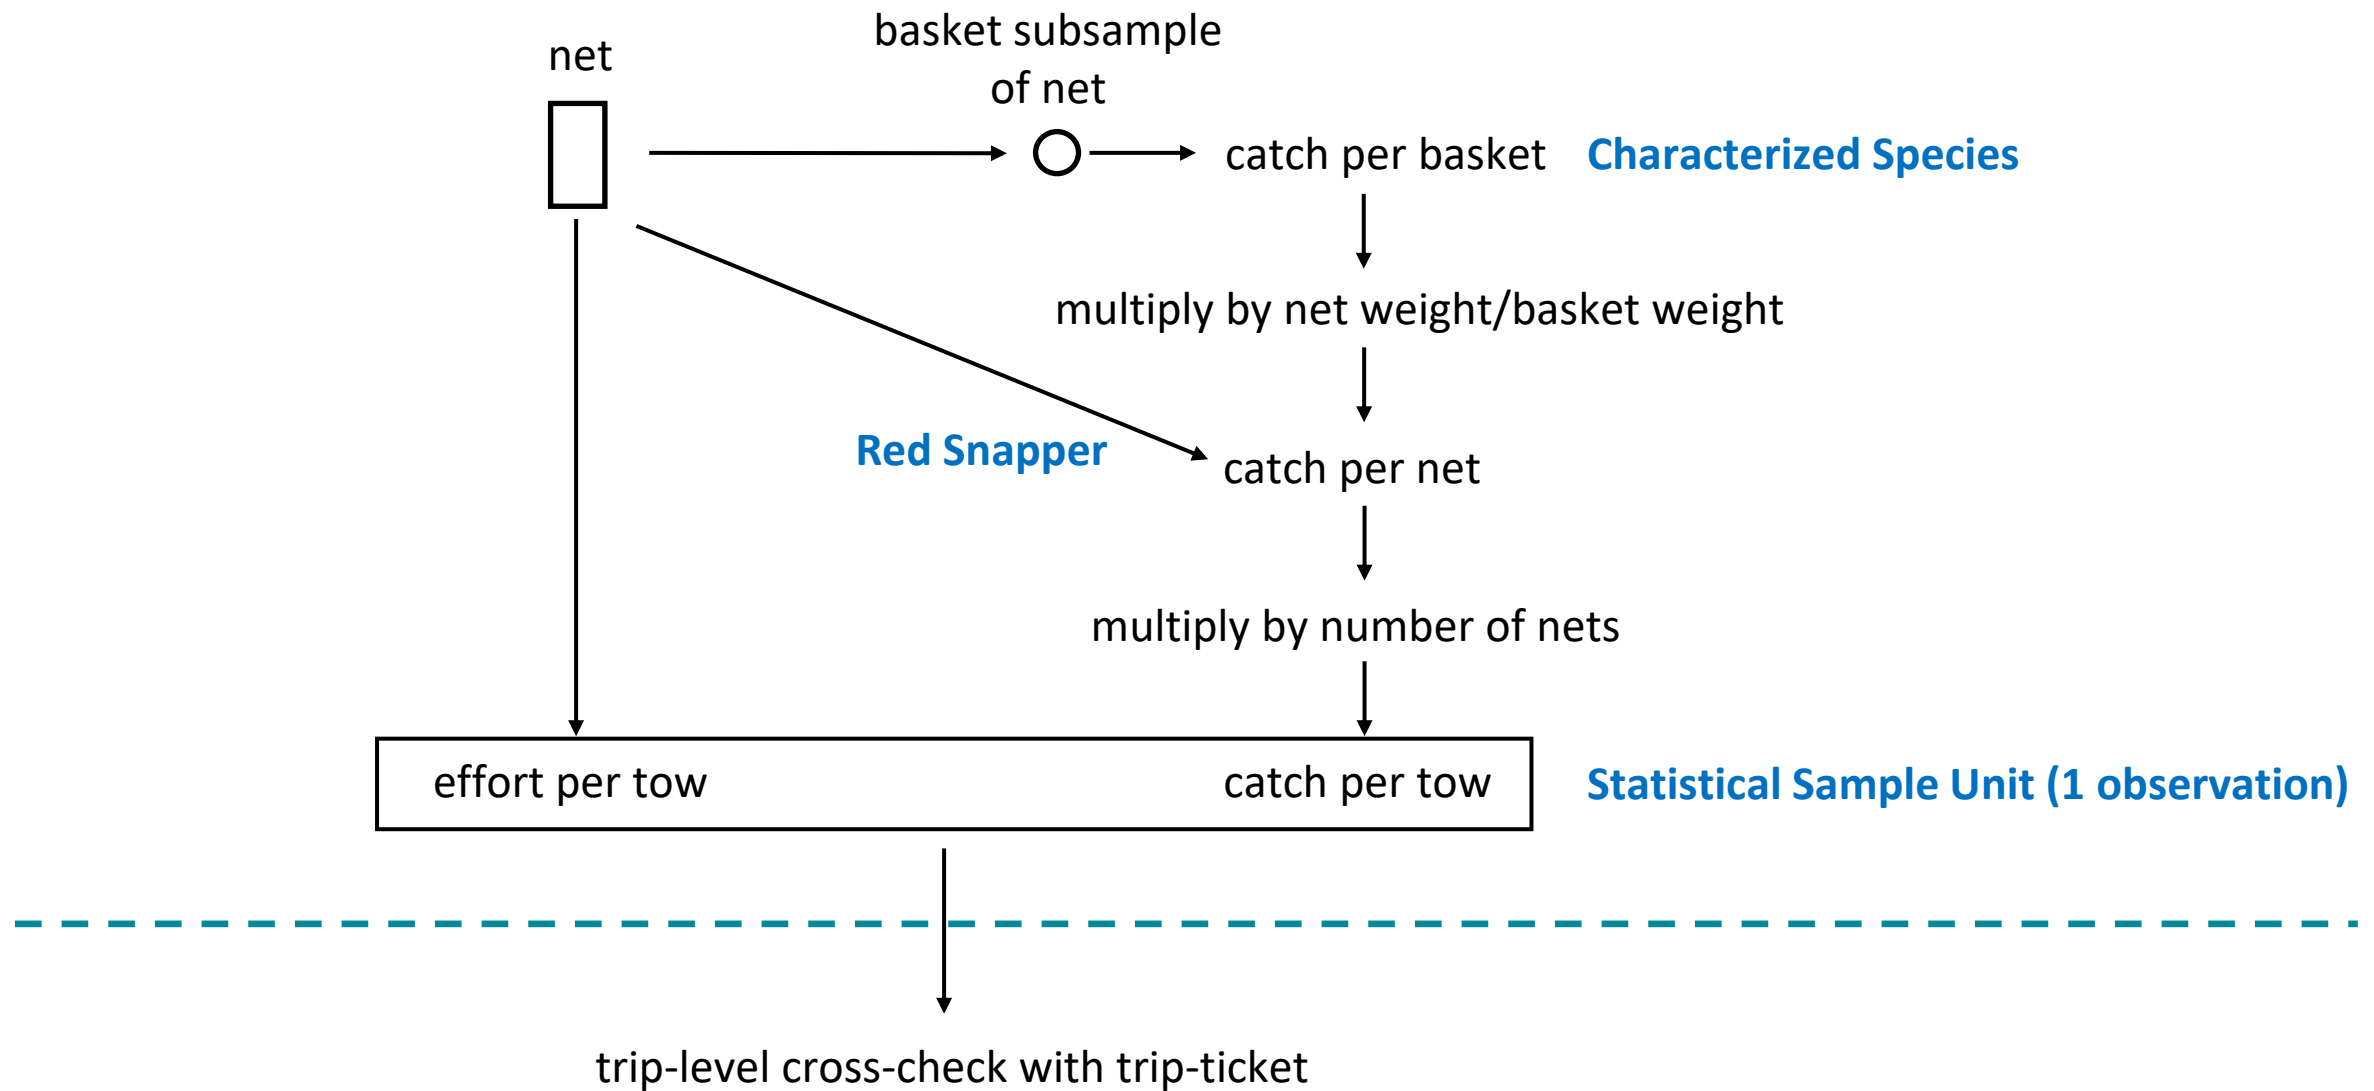 net
basket subsample
of net
catch per basket
Characterized Species
multiply by net weight/basket weight
Red Snapper
catch per net
multiply by number of nets
effort per tow
catch per tow
Statistical Sample Unit (1 observation)
trip-level cross-check with trip-ticket